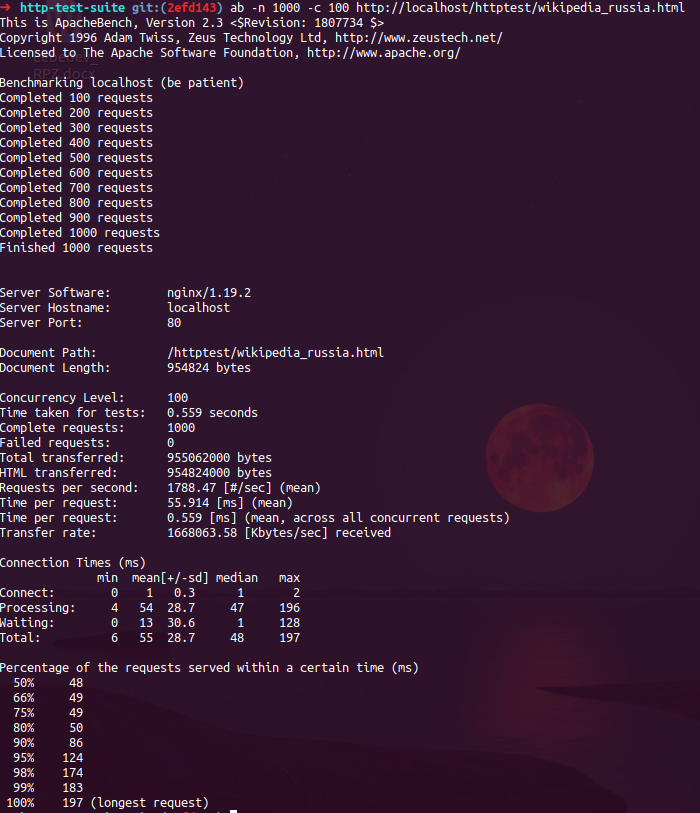 ➜ http-test-suite git:(2efd143) ab -n 1000 -c 100 http://localhost/httptest/wikipedia_russia.html
This is ApacheBench, Version 2.3 <$Revision: 1807734 $>
Copyright 1996 Adam Twiss, Zeus Technology Ltd, http://www.zeustech.net/
Licensed to The Apache Software Foundation, http://www.apache.org/
RPZ.docx
Benchmarking localhost (be patient)
Completed 100 requests
Completed 200 requests
Completed 300 requests
Completed 400 requests
Completed 500 requests
Completed 600 requests
Completed 700 requests
Completed 800 requests
Completed 900 requests
Completed 1000 requests
Finished 1000 requests
Server Software: nginx/1.19.2
Server Hostname: localhost
Server Port: 80
Document Path: /httptest/wikipedia_russia.html
Document Length: 954824 bytes
Concurrency Level: 100
Time taken for tests: 0.559 seconds
Complete requests: 1000
Failed requests: 0
Total transferred: 955062000 bytes
HTML transferred: 954824000 bytes
Requests per second: 1788.47 [#/sec] (mean)
Time per request: 55.914 [ms] (mean)
Time per request: 0.559 [ms] (mean, across all concurrent requests)
Transfer rate: 1668063.58 [Kbytes/sec] received
Connection Times (ms)
min mean[+/-sd] median max
Connect: 0 1 0.3 1 2
Processing: 4 54 28.7 47 196
Waiting: 0 13 30.6 1 128
Total: 6 55 28.7 48 197
Percentage of the requests served within a certain time (ms)
50% 48
66% 49
75% 49
80% 50
90% 86
95% 124
98% 174
99% 183
100% 197 (longest request)